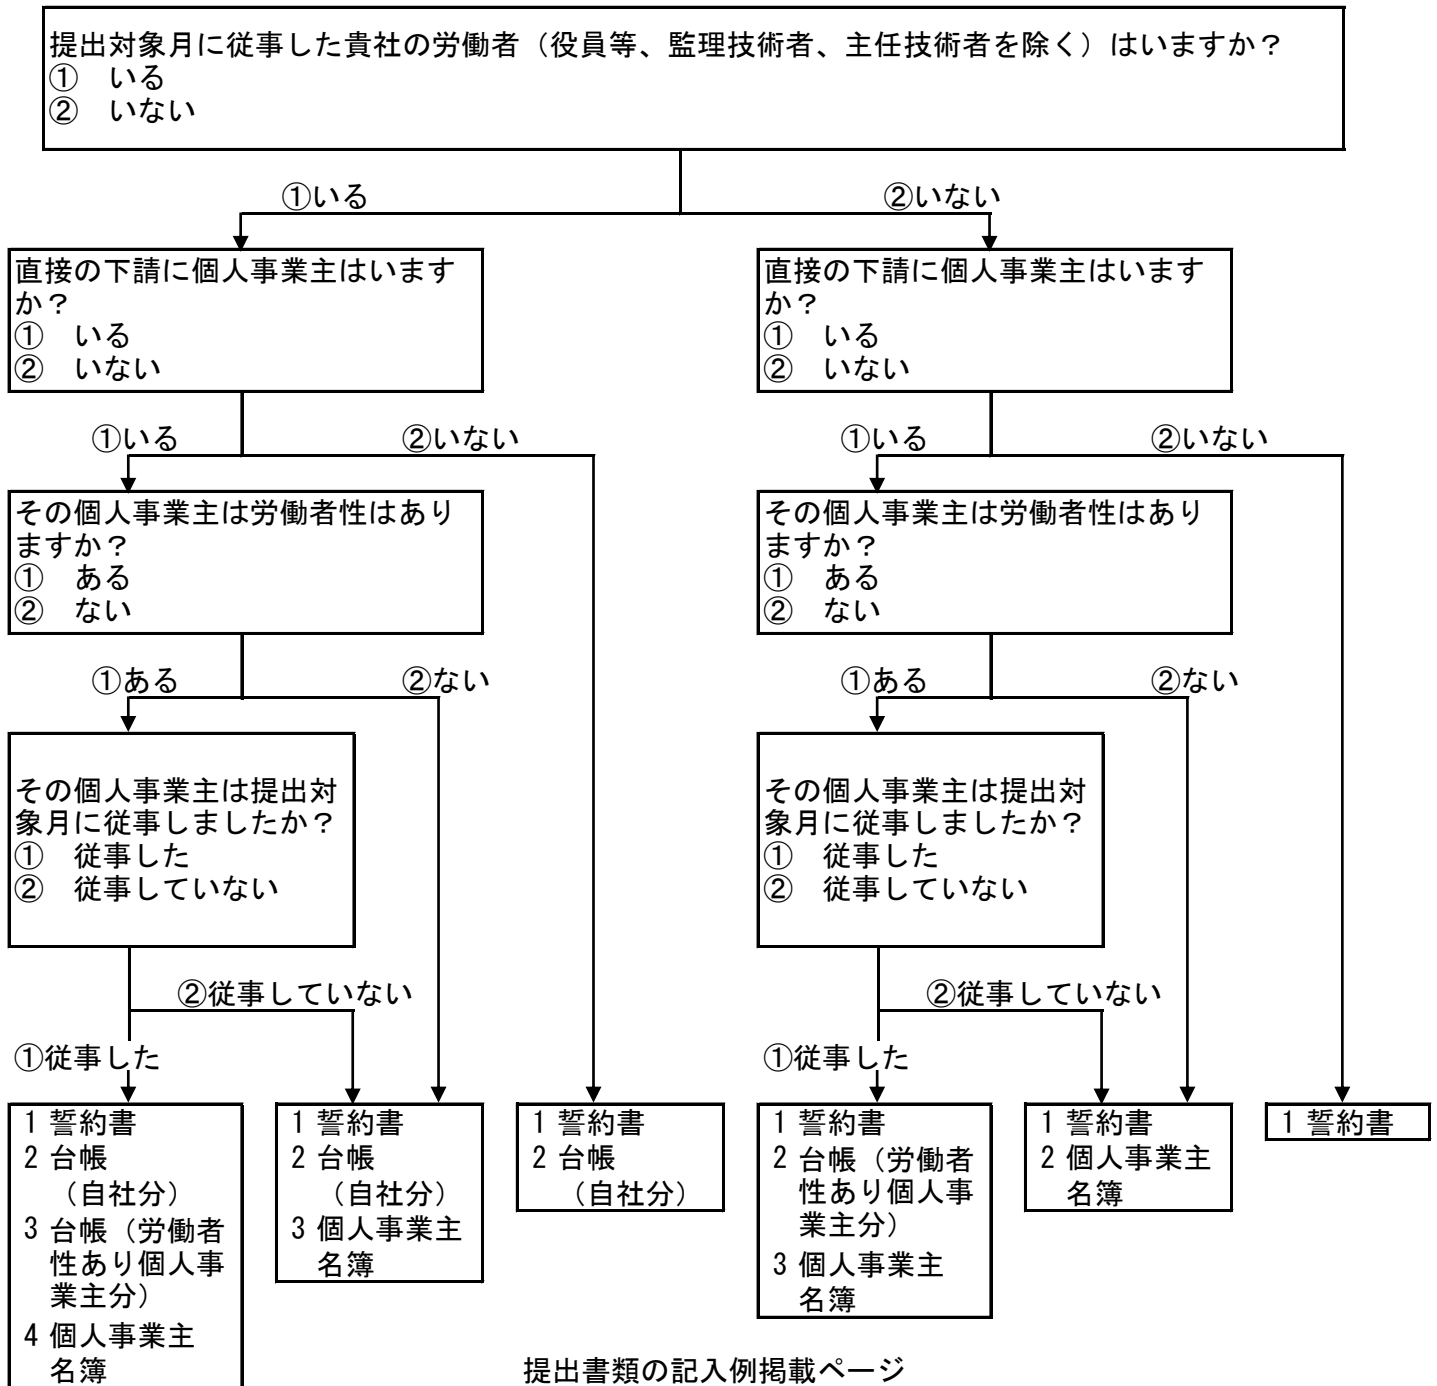 提出対象月に従事した貴社の労働者（役員等、監理技術者、主任技術者を除く）はいますか？
①　いる
②　いない
①いる
②いない
直接の下請に個人事業主はいます
か？
①　いる
②　いない
直接の下請に個人事業主はいます
か？
①　いる
②　いない
①いる
②いない
①いる
②いない
その個人事業主は労働者性はあり
ますか？
①　ある
②　ない
その個人事業主は労働者性はあり
ますか？
①　ある
②　ない
①ある
②ない
①ある
②ない
その個人事業主は提出対
象月に従事しましたか？
①　従事した
②　従事していない
その個人事業主は提出対
象月に従事しましたか？
①　従事した
②　従事していない
②従事していない
②従事していない
①従事した
①従事した
1 誓約書
2 台帳
（自社分）
3 台帳（労働者
性あり個人事
業主分）
4 個人事業主
名簿
1 誓約書
2 台帳
（自社分）
3 個人事業主
名簿
1 誓約書
2 台帳
（自社分）
1 誓約書
2 台帳（労働者
性あり個人事
業主分）
3 個人事業主
名簿
1 誓約書
2 個人事業主
名簿
1 誓約書
提出書類の記入例掲載ページ